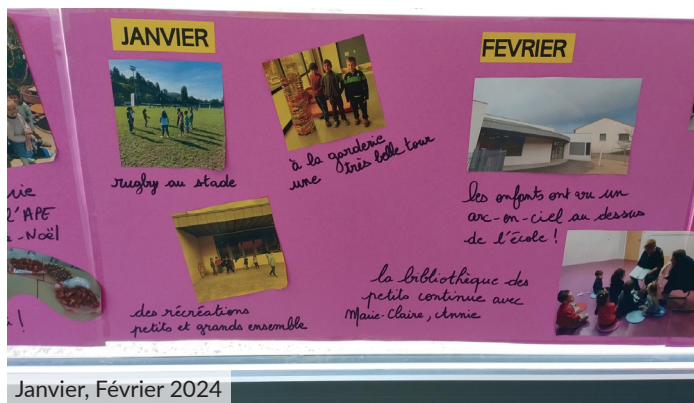 ie
l'APE
-Noël
!
JANVIER
rugby au stade
à la garderie
une très belle tour
des récréations
petits et grands ensemble
FEVRIER
les enfants ont vu un
arc-en-ciel au dessus
de l'école !
la bibliothèque des
petits continue avec
Marie-Claire, Annie
Janvier, Février 2024